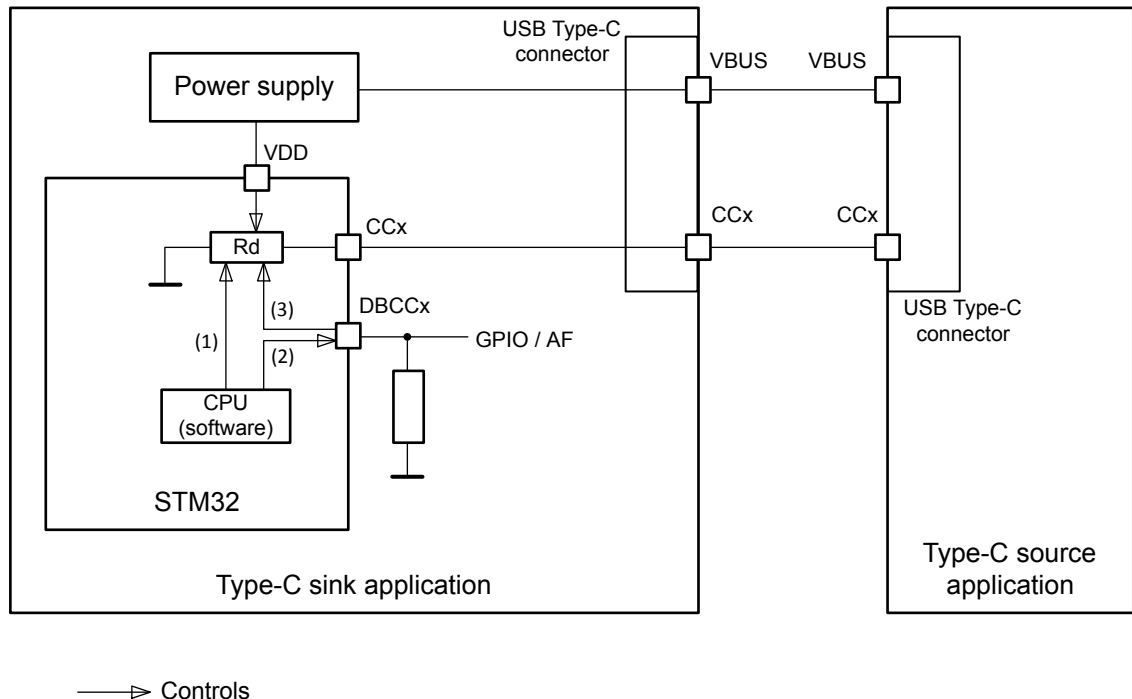 USB Type-C
connector
VBUS
VBUS
Power supply
VDD
CCx
CCx
CCx
Rd
DBCCx
(3)
USB Type-C
connector
(1)
(2)
GPIO / AF
CPU
(software)
STM32
Type-C source
application
Type-C sink application
Controls